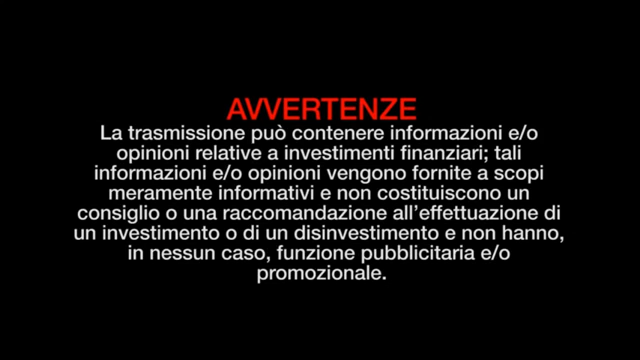 AVVERTENZE
La trasmissione può contenere informazioni e/o
opinioni relative a investimenti finanziari; tali
informazioni e/o opinioni vengono fornite a scopi
meramente informativi e non costituiscono un
consiglio o una raccomandazione all'effettuazione di
un investimento o di un disinvestimento e non hanno,
in nessun caso, funzione pubblicitaria e/o
promozionale.